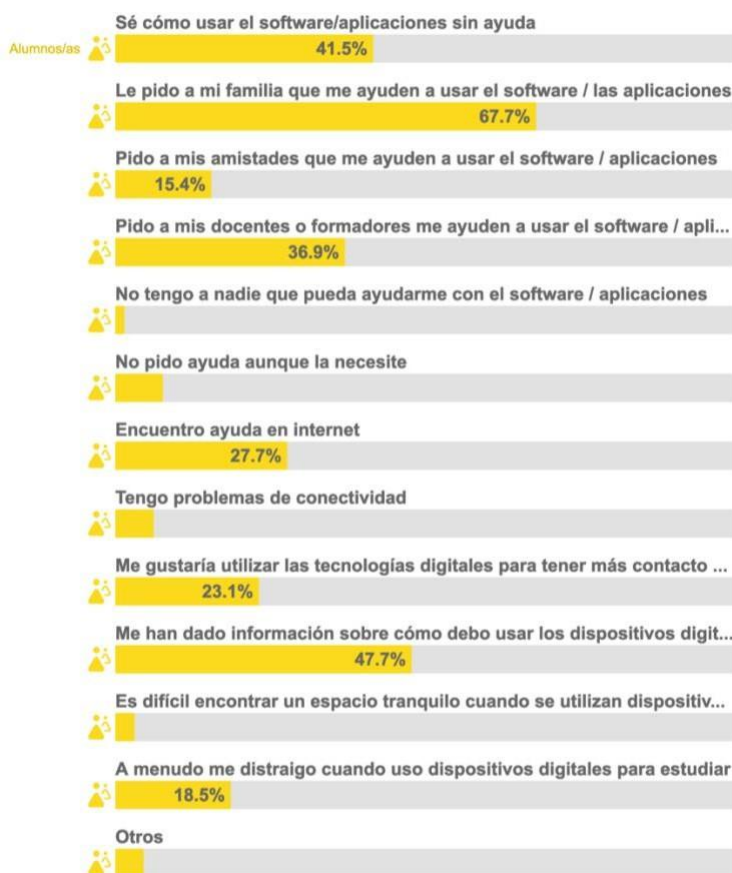 Sé cómo usar el software/aplicaciones sin ayuda
Alumnos/as
41.5%
Le pido a mi familia que me ayuden a usar el software / las aplicaciones
67.7%
Pido a mis amistades que me ayuden a usar el software / aplicaciones
15.4%
Pido a mis docentes o formadores me ayuden a usar el software / apli...
36.9%
No tengo a nadie que pueda ayudarme con el software / aplicaciones
No pido ayuda aunque la necesite
Encuentro ayuda en internet
27.7%
Tengo problemas de conectividad
Me gustaría utilizar las tecnologías digitales para tener más contacto ...
23.1%
Me han dado información sobre cómo debo usar los dispositivos digit...
47.7%
Es difícil encontrar un espacio tranquilo cuando se utilizan dispositiv...
A menudo me distraigo cuando uso dispositivos digitales para estudiar
18.5%
Otros